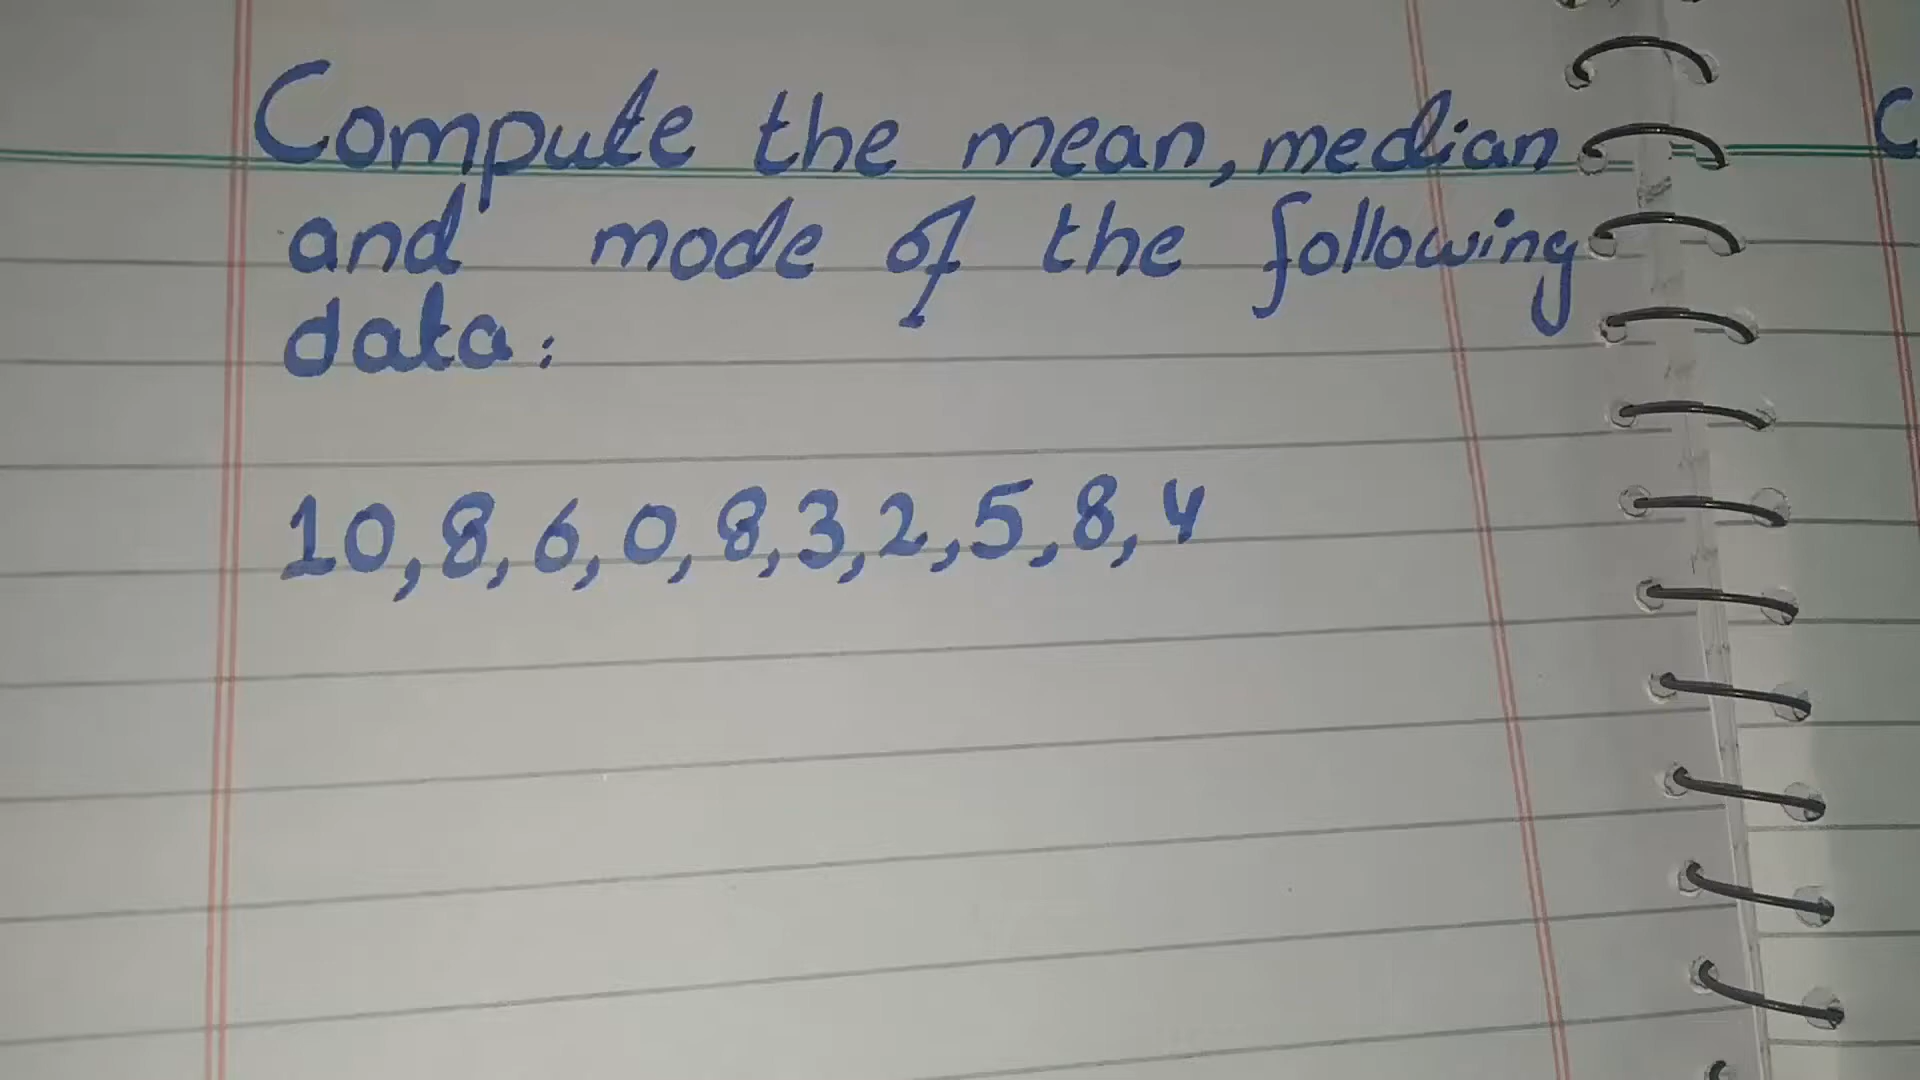 Compute the mean, median
and mode of the following
data:
10,8,6,0,8,3,2,5,8,4
C